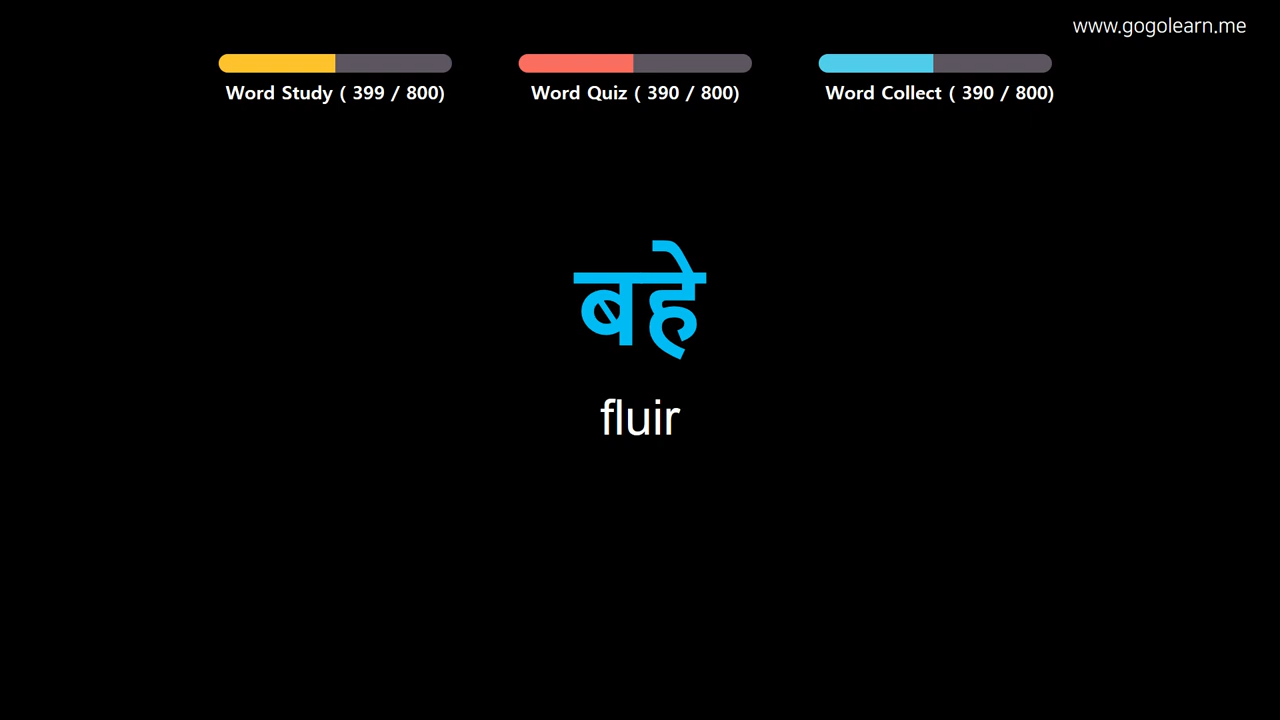 www.gogolearn.me
Word Study ( 399 / 800)
Word Quiz ( 390 / 800)
Word Collect ( 390 / 800)
बहे
fluir